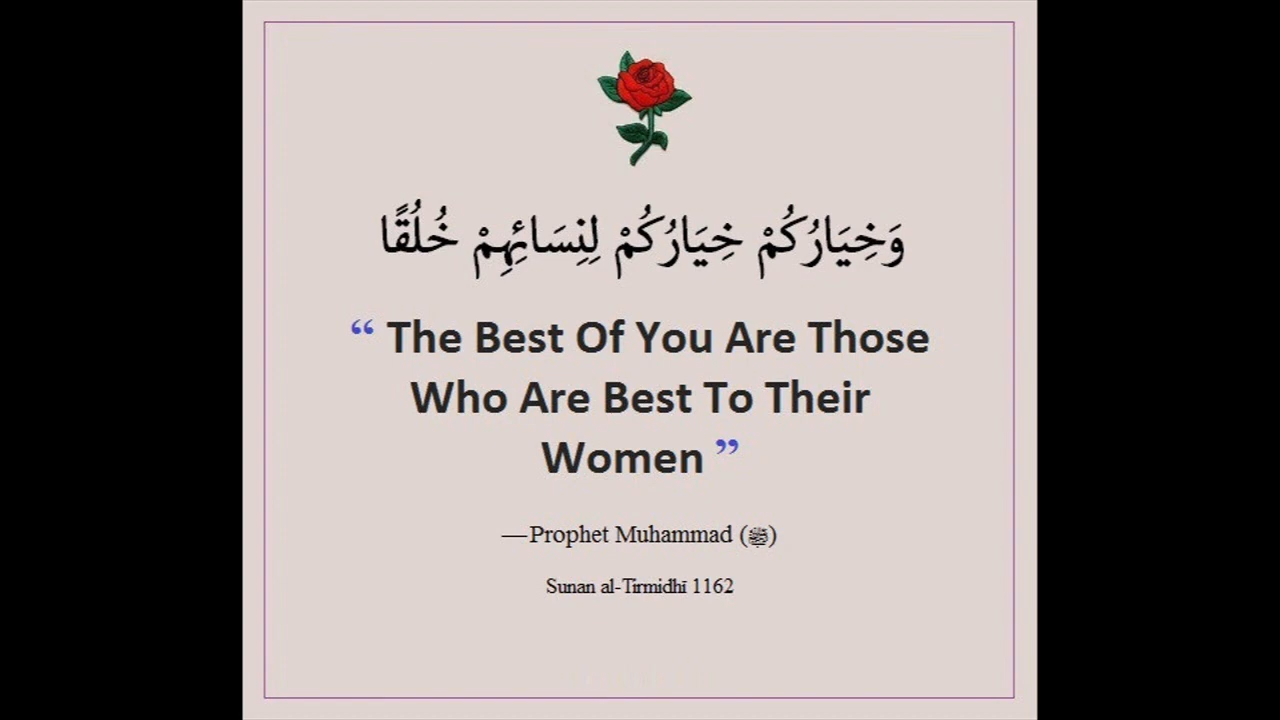 وَخِيَارُكُمْ خِيَارُكُمْ لِنِسَائِهِمْ خُلُقًا
“ The Best Of You Are Those
Who Are Best To Their
Women ”
—Prophet Muhammad (ﷺ)
Sunan al-Tirmidhī 1162